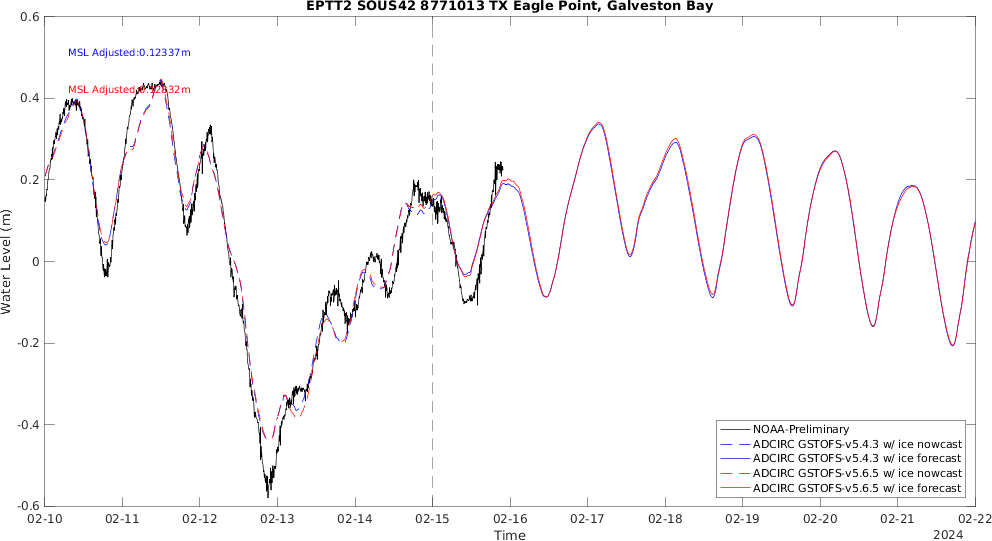 EPTT2 SOUS42 8771013 TX Eagle Point, Galveston Bay
0.6
MSL Adjusted:0.12337m
MSL Adjusted:
0.4
0.2
0
-0.2
-0.4
-0.6
Water Level (m)
NOAA-Preliminary
ADCIRC GSTOFS-v5.4.3 w/ ice nowcast
ADCIRC GSTOFS-v5.4.3 w/ ice forecast
ADCIRC GSTOFS-v5.6.5 w/ ice nowcast
ADCIRC GSTOFS-v5.6.5 w/ ice forecast
02-10 02-11 02-12 02-13 02-14 02-15 02-16 02-17 02-18 02-19 02-20 02-21 02-22
Time
2024